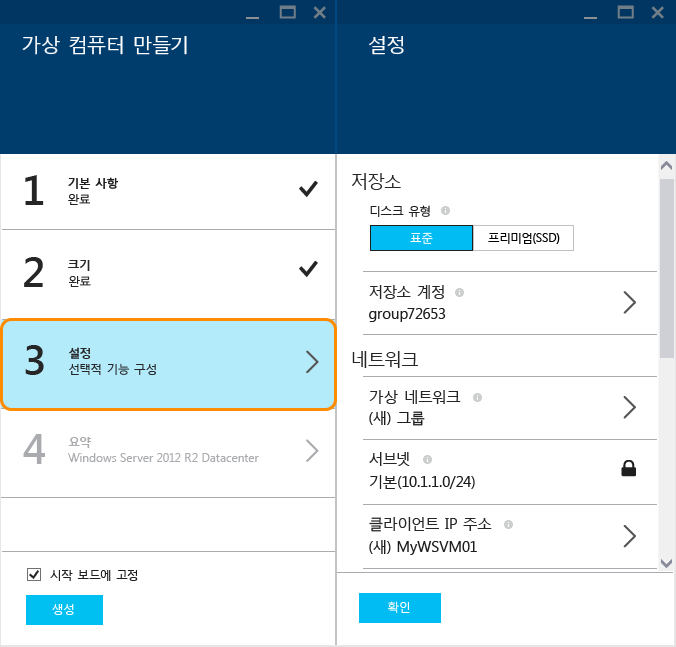 가상 컴퓨터 만들기
1
기본 사항
완료
2
크기
완료
3
설정
선택적 기능 구성
4
요약
Windows Server 2012 R2 Datacenter
시작 보드에 고정
생성
설정
저장소
디스크 유형
표준
프리미엄(SSD)
저장소 계정
group72653
네트워크
가상 네트워크
(새) 그룹
서브넷
기본(10.1.1.0/24)
클라이언트 IP 주소
(새) MyWSVM01
확인